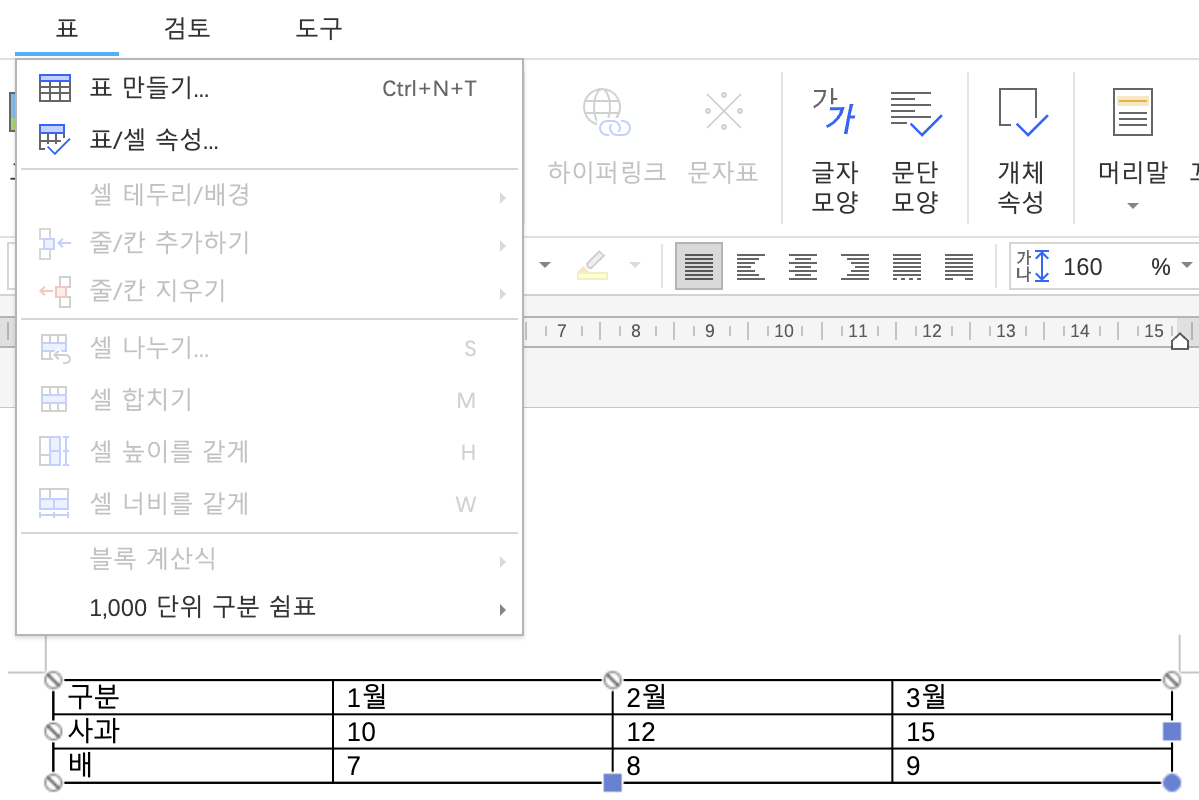 표 검토 도구
표 만들기... Ctrl+N+T
표/셀 속성...
셀 테두리/배경
줄/칸 추가하기
줄/칸 지우기
셀 나누기... S
셀 합치기 M
셀 높이를 같게 H
셀 너비를 같게 W
블록 계산식
1,000 단위 구분 쉼표
하이퍼링크
문자표
가가
글자
모양
문단
모양
개체
속성
머리말
가
나
160 %
7 8 9 10 11 12 13 14 15
구분 1월 2월 3월
사과 10 12 15
배 7 8 9